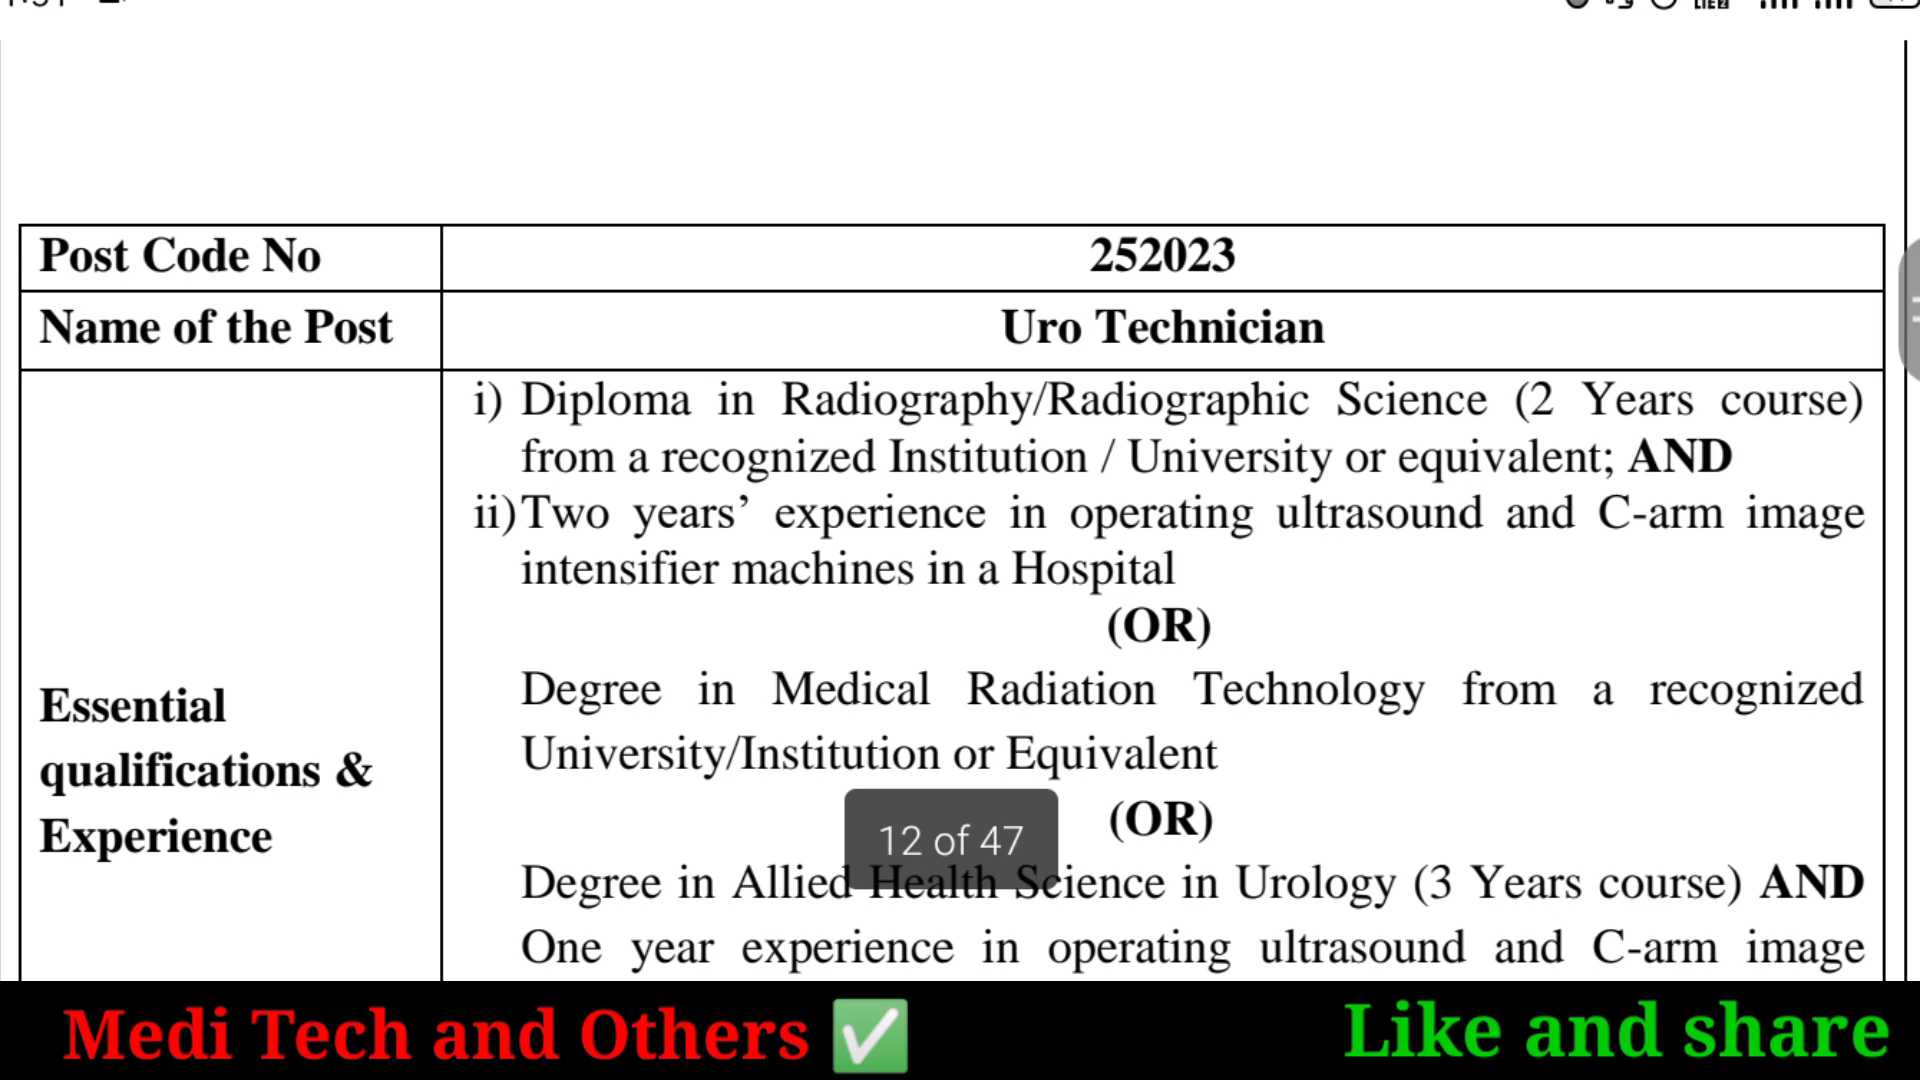 Post Code No 252023
Name of the Post Uro Technician
i) Diploma in Radiography/Radiographic Science (2 Years course)
from a recognized Institution / University or equivalent; AND
ii) Two years’ experience in operating ultrasound and C-arm image
intensifier machines in a Hospital
(OR)
Degree in Medical Radiation Technology from a recognized
University/Institution or Equivalent
(OR)
Degree in Allied Health Science in Urology (3 Years course) AND
One year experience in operating ultrasound and C-arm image
Essential
qualifications &
Experience
12 of 47
Medi Tech and Others ✅
Like and share